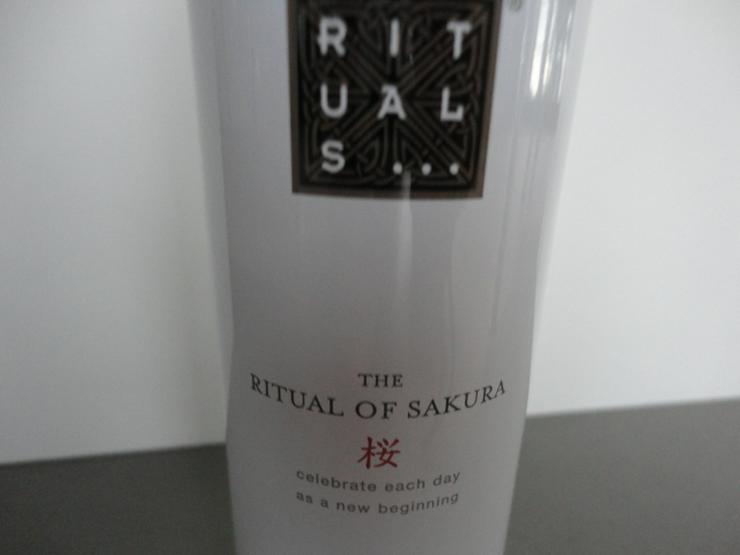 RIT
UAL
S...
®
THE
RITUAL OF SAKURA
桜
celebrate each day
as a new beginning